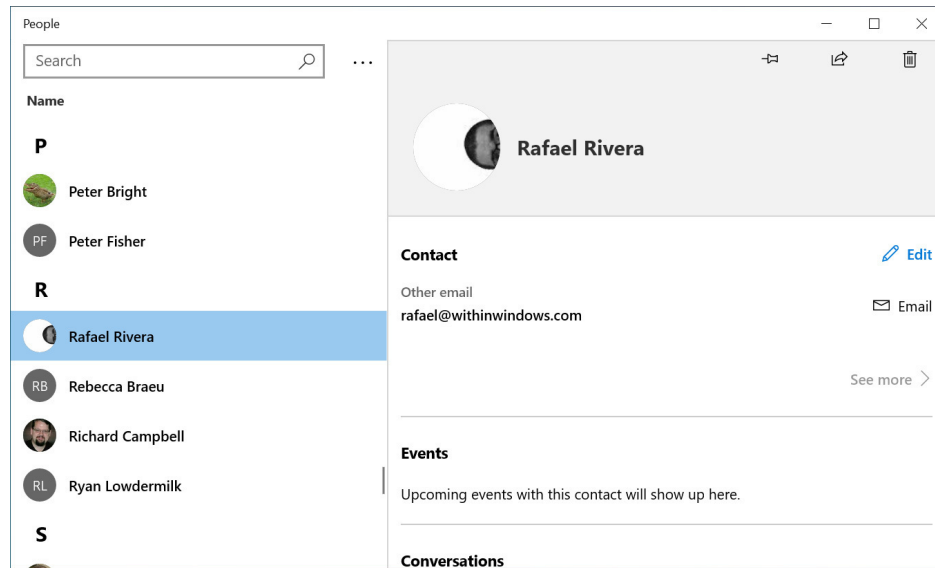 People
Search
...
Name
P
Peter Bright
PF
Peter Fisher
R
Rafael Rivera
RB
Rebecca Braeu
Richard Campbell
RL
Ryan Lowdermilk
S
Rafael Rivera
Contact
Edit
Other email
rafael@withinwindows.com
Email
See more
Events
Upcoming events with this contact will show up here.
Conversations